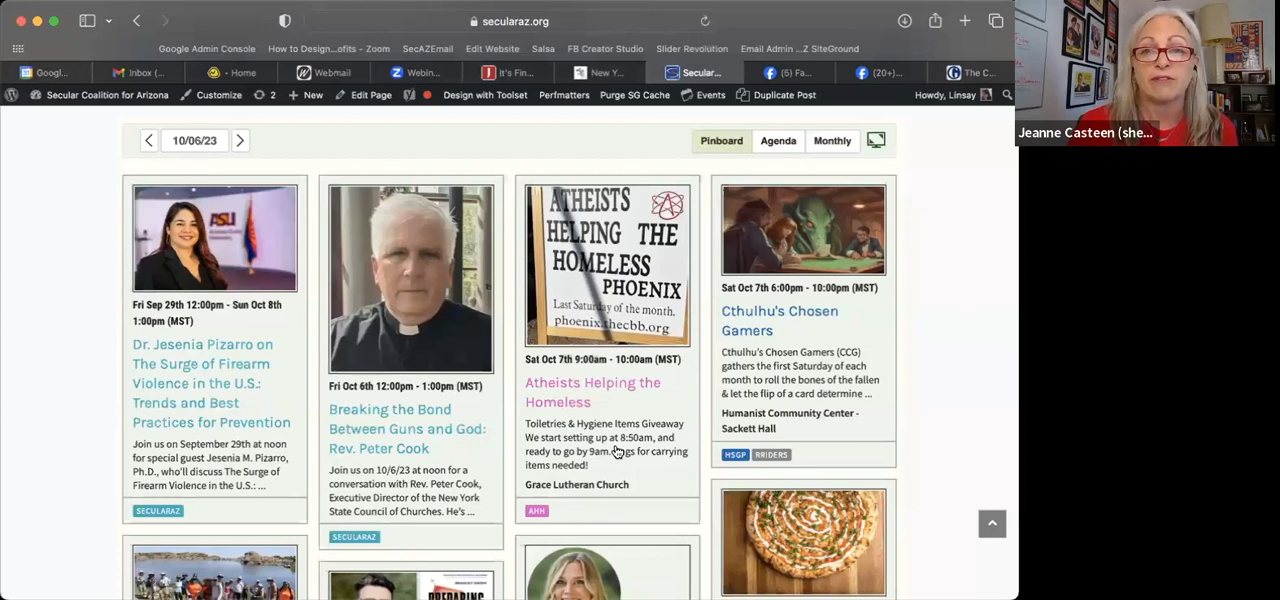 secularaz.org
Google Admin Console
How to Design...ofits - Zoom
SecAZEmail
Edit Website
Salsa
FB Creator Studio
Slider Revolution
Email Admin ...Z SiteGround
Googl...
Inbox (...
· Home
Webmail
Webin...
It's Fin...
New Y...
Secular...
(5) Fa...
(20+)...
The C...
Secular Coalition for Arizona
Customize
2
New
Edit Page
Design with Toolset
Perfmatters
Purge SG Cache
Events
Duplicate Post
Howdy, Linsay
Jeanne Casteen (she...
10/06/23
Pinboard
Agenda
Monthly
ASU
Fri Sep 29th 12:00pm - Sun Oct 8th
1:00pm (MST)
Dr. Jesenia Pizarro on
The Surge of Firearm
Violence in the U.S.:
Trends and Best
Practices for Prevention
Join us on September 29th at noon
for special guest Jesenia M. Pizarro,
Ph.D., who'll discuss The Surge of
Firearm Violence in the U.S.: ...
SECULARAZ
Fri Oct 6th 12:00pm - 1:00pm (MST)
Breaking the Bond
Between Guns and God:
Rev. Peter Cook
Join us on 10/6/23 at noon for a
conversation with Rev. Peter Cook,
Executive Director of the New York
State Council of Churches. He's ...
SECULARAZ
ATHEISTS
HELPING THE
HOMELESS
PHOENIX
Last Saturday of the month.
phoenix.thecbb.org
Sat Oct 7th 9:00am - 10:00am (MST)
Atheists Helping the
Homeless
Toiletries & Hygiene Items Giveaway
We start setting up at 8:50am, and
ready to go by 9am.
for carrying
items needed!
Grace Lutheran Church
AHH
Sat Oct 7th 6:00pm - 10:00pm (MST)
Cthulhu's Chosen
Gamers
Cthulhu's Chosen Gamers (CCG)
gathers the first Saturday of each
month to roll the bones of the fallen
& let the flip of a card determine ...
Humanist Community Center -
Sackett Hall
HSGP
RRIDERS
PREPARING
1972